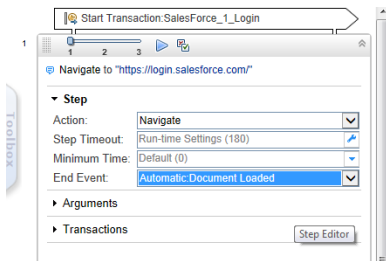 Start Transaction:SalesForce_1_Login
1
1 2 3
Navigate to "https://login.salesforce.com/"
Step
Action: Navigate
Step Timeout: Run-time Settings (180)
Minimum Time: Default (0)
End Event: Automatic:Document Loaded
Arguments
Transactions
Step Editor
Toolbox